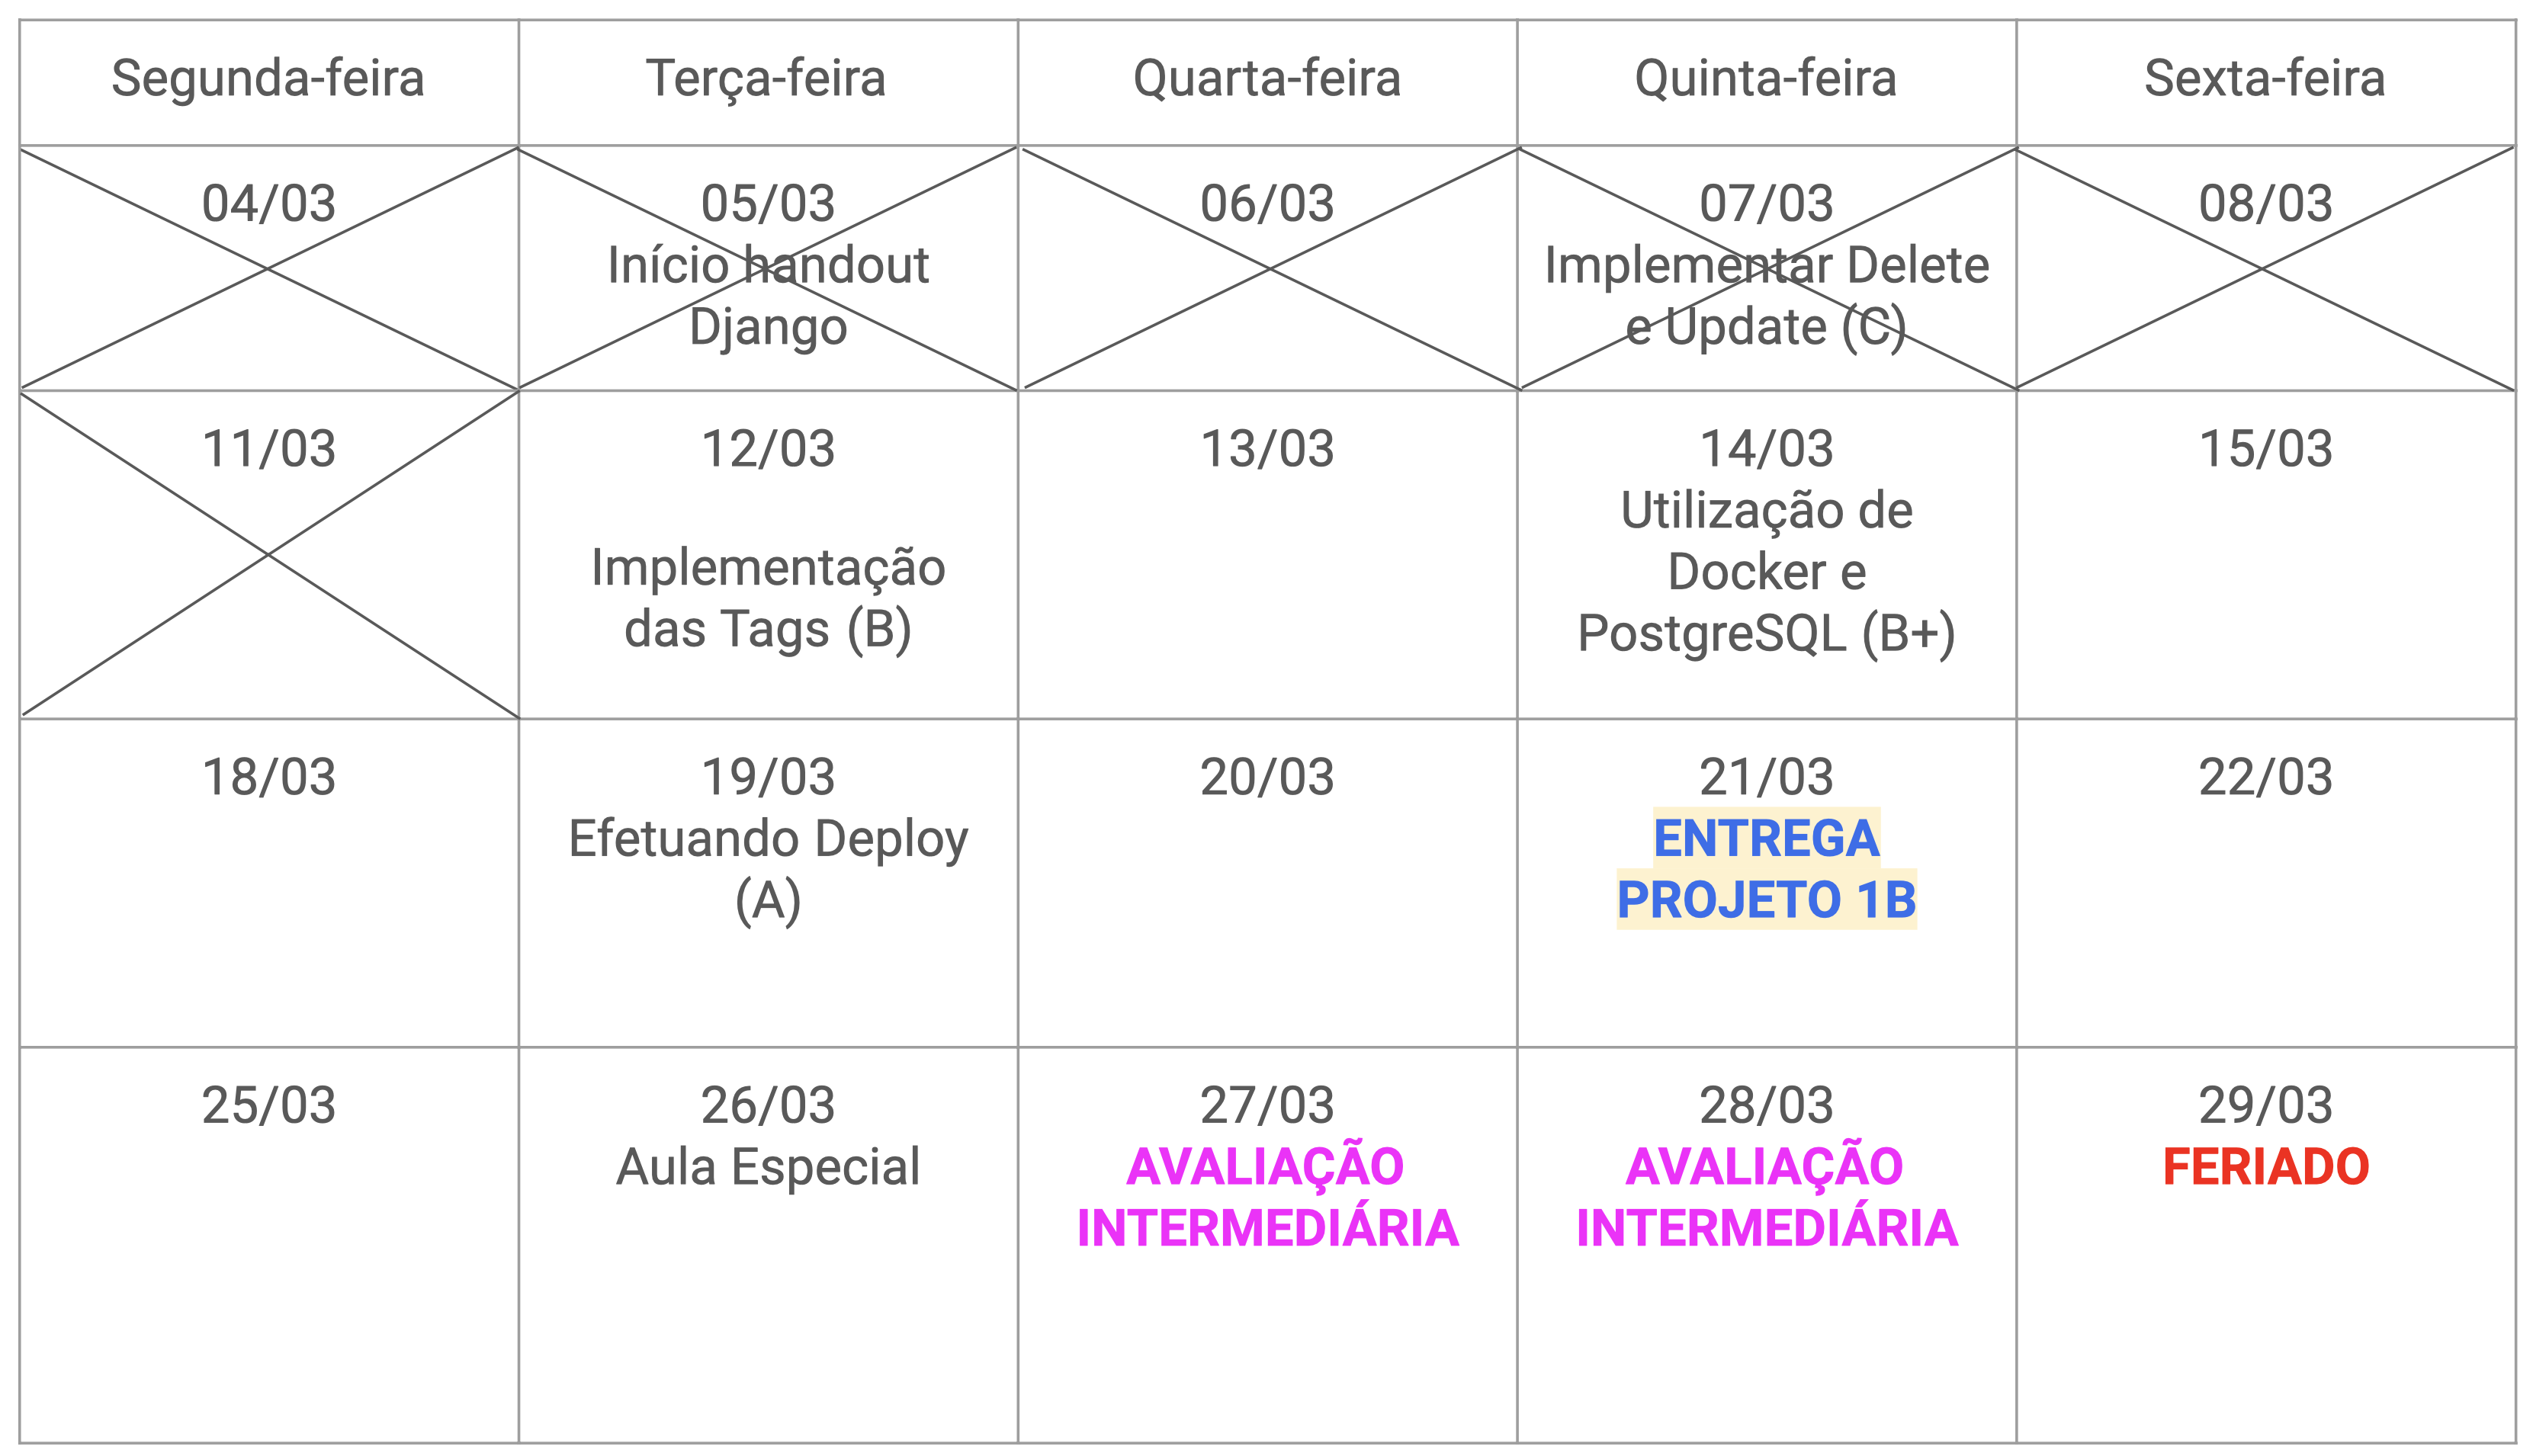 Segunda-feira
Terça-feira
Quarta-feira
Quinta-feira
Sexta-feira
04/03
05/03
Início handout
Django
06/03
07/03
Implementar Delete
e Update (C)
08/03
11/03
12/03
Implementação
das Tags (B)
13/03
14/03
Utilização de
Docker e
PostgreSQL (B+)
15/03
18/03
19/03
Efetuando Deploy
(A)
20/03
21/03
ENTREGA
PROJETO 1B
22/03
25/03
26/03
Aula Especial
27/03
AVALIAÇÃO
INTERMEDIÁRIA
28/03
AVALIAÇÃO
INTERMEDIÁRIA
29/03
FERIADO